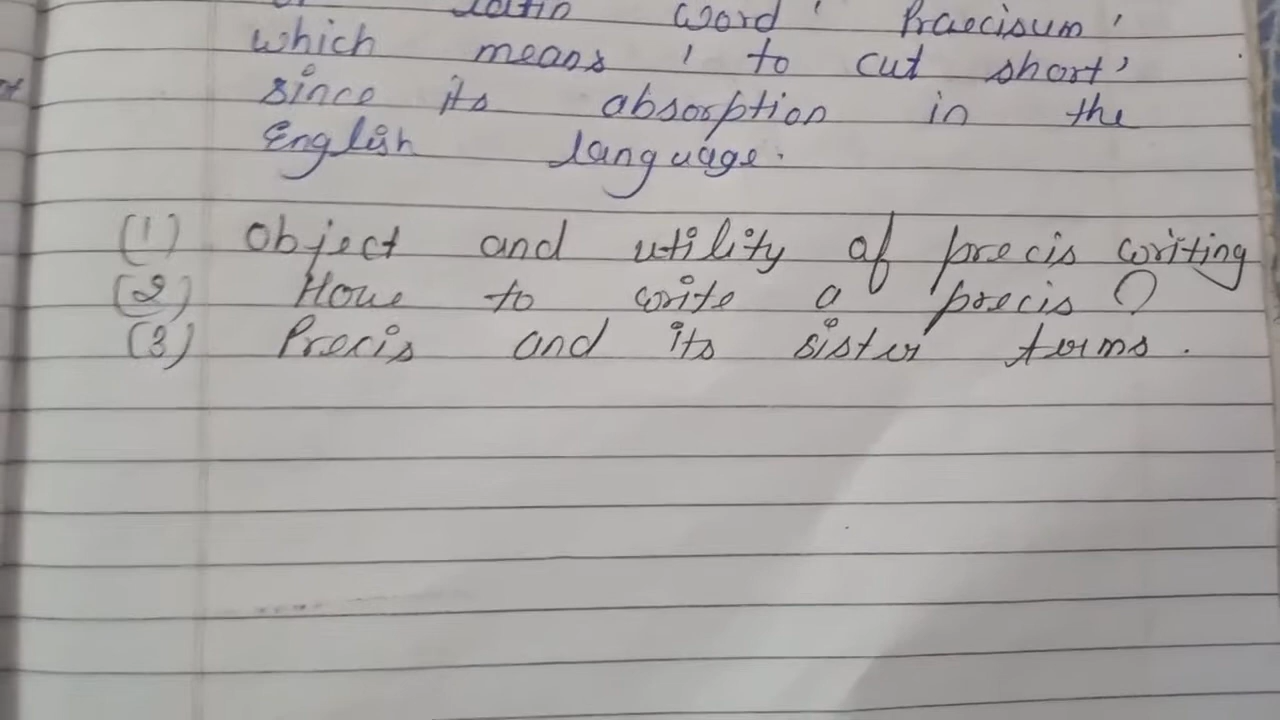 Latin word ' Praecisum '
which means ' to cut short'
since its absorption in the
English language.
(1) Object and utility of precis writing
(2) How to write a precis ?
(3) Precis and its sister terms.